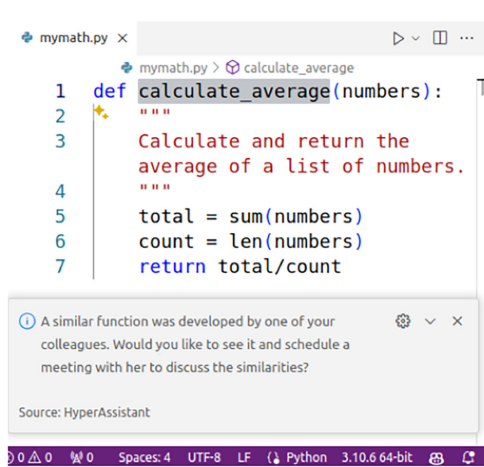 mymath.py ×
mymath.py > calculate_average
1 def calculate_average(numbers):
2 """
3 Calculate and return the
average of a list of numbers.
4 """
5 total = sum(numbers)
6 count = len(numbers)
7 return total/count
A similar function was developed by one of your
colleagues. Would you like to see it and schedule a
meeting with her to discuss the similarities?
Source: HyperAssistant
0 0 0 Spaces: 4 UTF-8 LF Python 3.10.6 64-bit